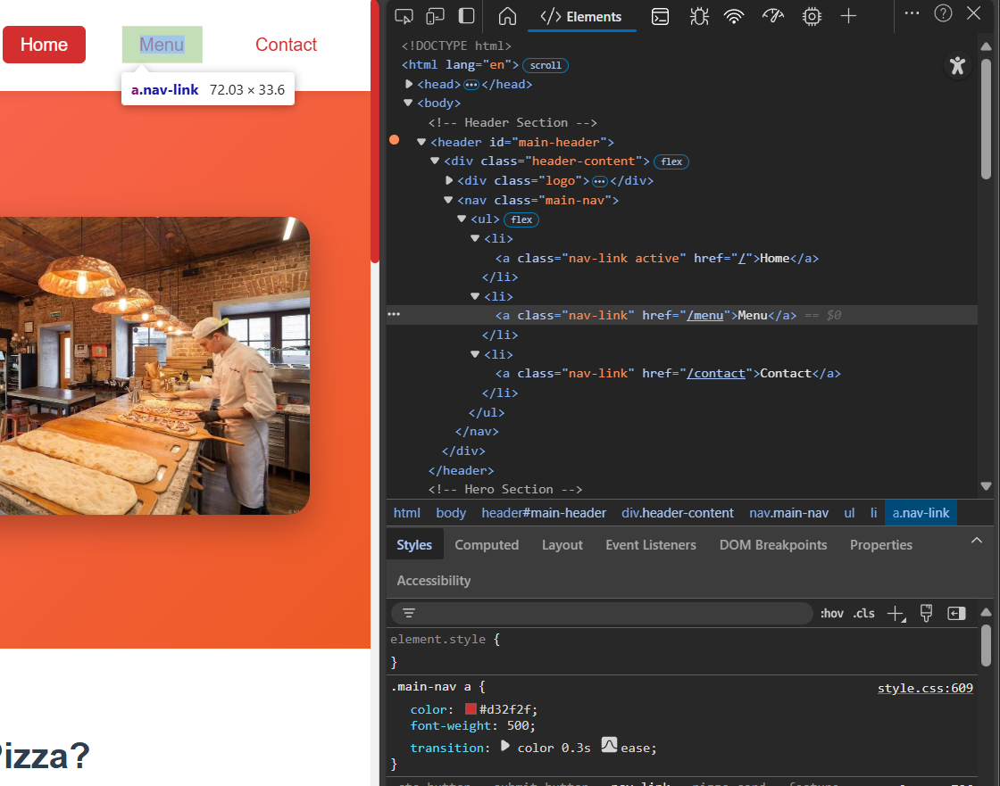 Home Menu Contact
a.nav-link 72.03 × 33.6
Pizza?
Elements
<!DOCTYPE html>
<html lang="en"> scroll
<head> ••• </head>
<body>
<!-- Header Section -->
<header id="main-header">
<div class="header-content"> flex
<div class="logo"> ••• </div>
<nav class="main-nav">
<ul> flex
<li>
<a class="nav-link active" href="/">Home</a>
</li>
<li>
<a class="nav-link" href="/menu">Menu</a> == $0
</li>
<li>
<a class="nav-link" href="/contact">Contact</a>
</li>
</ul>
</nav>
</div>
</header>
<!-- Hero Section -->
html body header#main-header div.header-content nav.main-nav ul li a.nav-link
Styles Computed Layout Event Listeners DOM Breakpoints Properties
Accessibility
:hov .cls
element.style {
}
.main-nav a { style.css:609
color: #d32f2f;
font-weight: 500;
transition: color 0.3s ease;
}